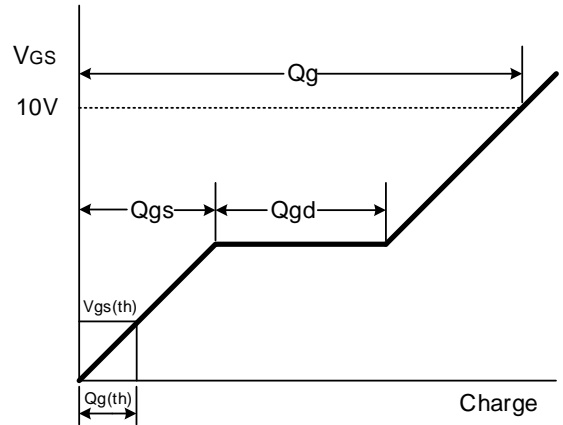 VGS
Qg
10V
Qgs
Qgd
Vgs(th)
Qg(th)
Charge